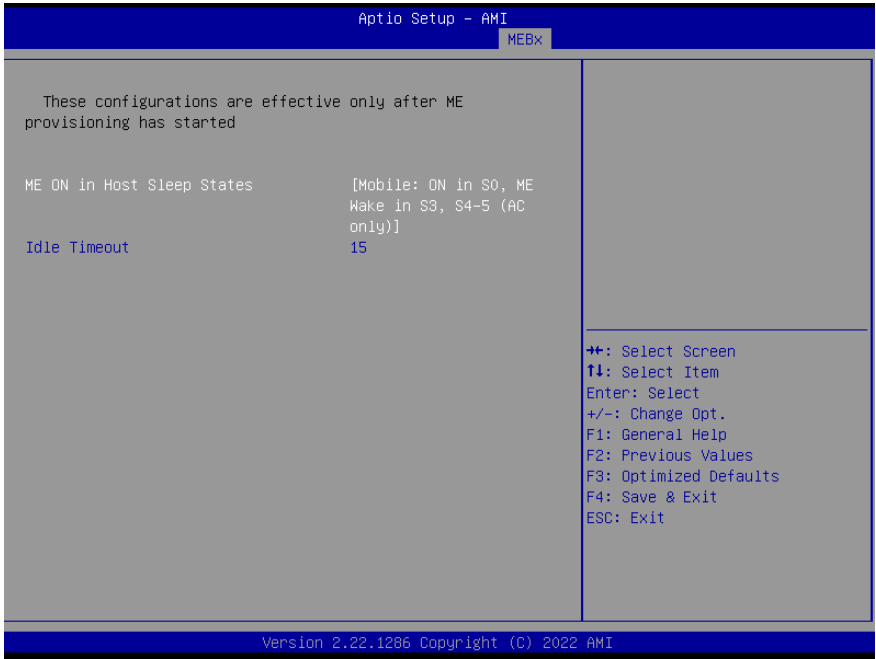 Aptio Setup – AMI
MEBx
These configurations are effective only after ME
provisioning has started
ME ON in Host Sleep States [Mobile: ON in S0, ME
Wake in S3, S4-5 (AC
only)]
Idle Timeout 15
→←: Select Screen
↑↓: Select Item
Enter: Select
+/-: Change Opt.
F1: General Help
F2: Previous Values
F3: Optimized Defaults
F4: Save & Exit
ESC: Exit
Version 2.22.1286 Copyright (C) 2022 AMI